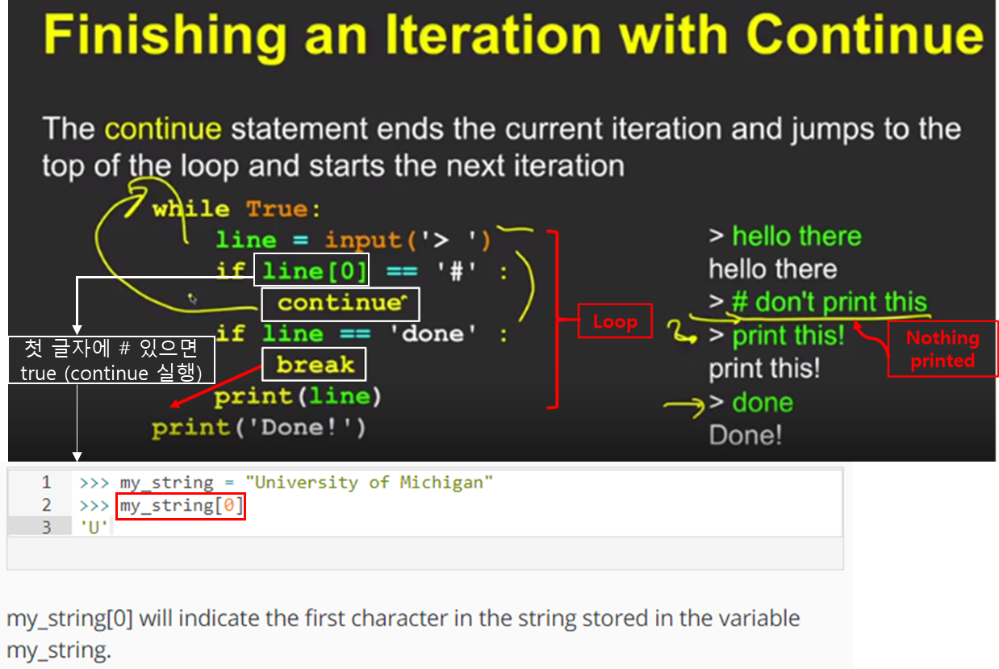 Finishing an Iteration with Continue
The continue statement ends the current iteration and jumps to the
top of the loop and starts the next iteration
while True:
line = input('> ')
if line[0] == '#' :
continue
if line == 'done' :
break
print(line)
print('Done!')
첫 글자에 # 있으면
true (continue 실행)
Loop
> hello there
hello there
> # don't print this
> print this!
print this!
> done
Done!
Nothing
printed
1 >>> my_string = "University of Michigan"
2 >>> my_string[0]
3 'U'
my_string[0] will indicate the first character in the string stored in the variable
my_string.